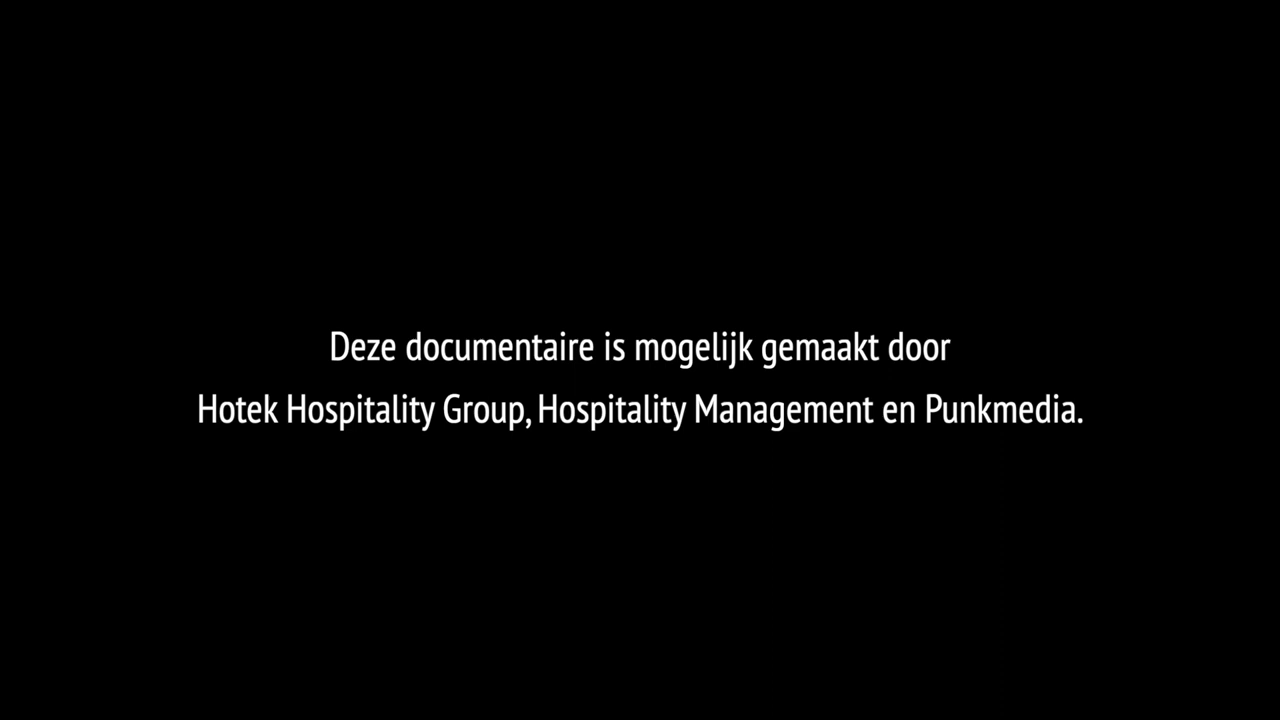 Deze documentaire is mogelijk gemaakt door
Hotek Hospitality Group, Hospitality Management en Punkmedia.